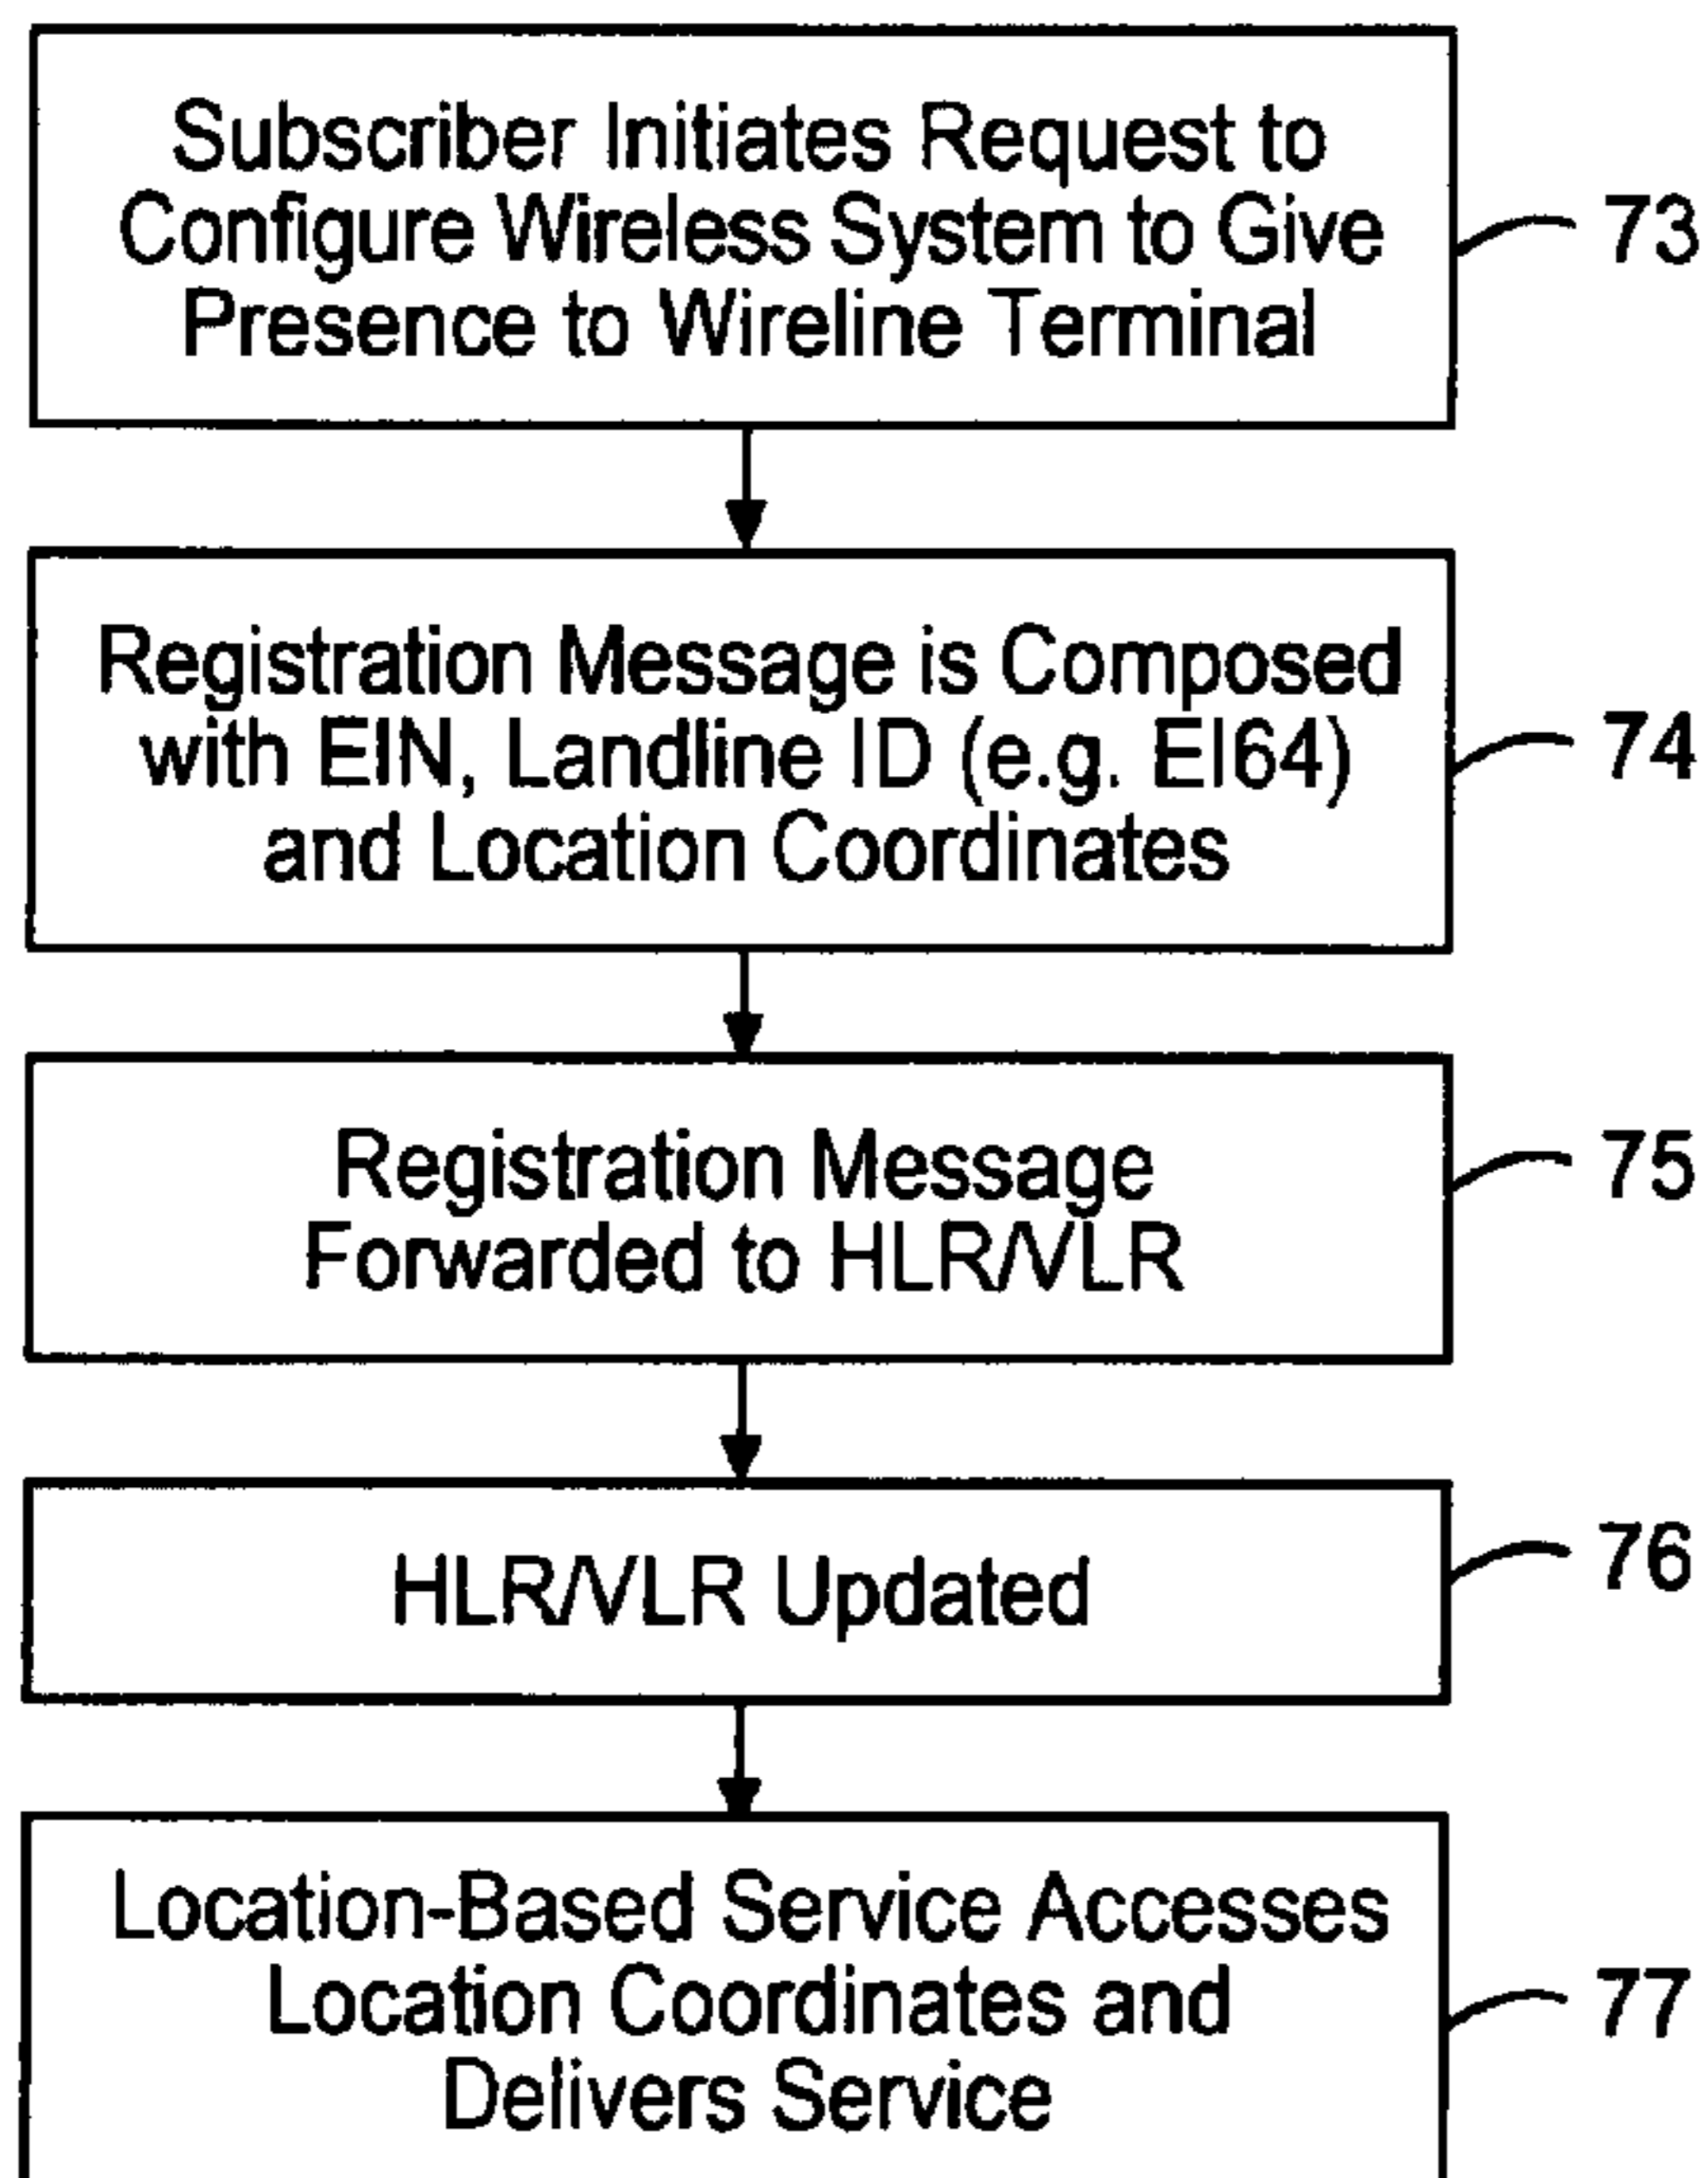 Subscriber Initiates Request to
Configure Wireless System to Give
Presence to Wireline Terminal
73
Registration Message is Composed
with EIN, Landline ID (e.g. EI64)
and Location Coordinates
74
Registration Message
Forwarded to HLR/VLR
75
HLR/VLR Updated
76
Location-Based Service Accesses
Location Coordinates and
Delivers Service
77